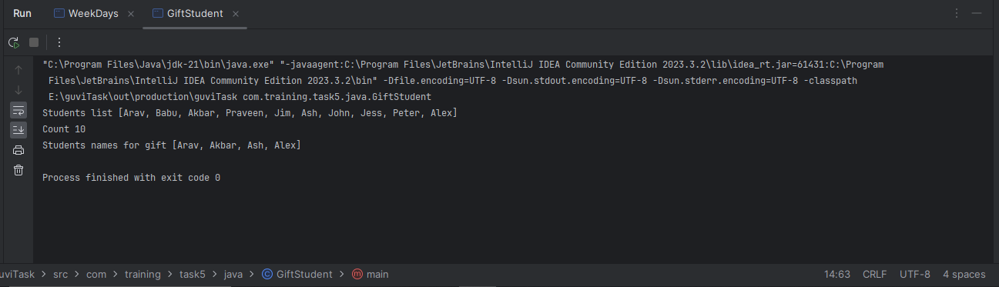 Run WeekDays × GiftStudent ×
"C:\Program Files\Java\jdk-21\bin\java.exe" "-javaagent:C:\Program Files\JetBrains\IntelliJ IDEA Community Edition 2023.3.2\lib\idea_rt.jar=61431:C:\Program
Files\JetBrains\IntelliJ IDEA Community Edition 2023.3.2\bin" -Dfile.encoding=UTF-8 -Dsun.stdout.encoding=UTF-8 -Dsun.stderr.encoding=UTF-8 -classpath
E:\guviTask\out\production\guviTask com.training.task5.java.GiftStudent
Students list [Arav, Babu, Akbar, Praveen, Jim, Ash, John, Jess, Peter, Alex]
Count 10
Students names for gift [Arav, Akbar, Ash, Alex]
Process finished with exit code 0
uviTask > src > com > training > task5 > java > GiftStudent > main 14:63 CRLF UTF-8 4 spaces